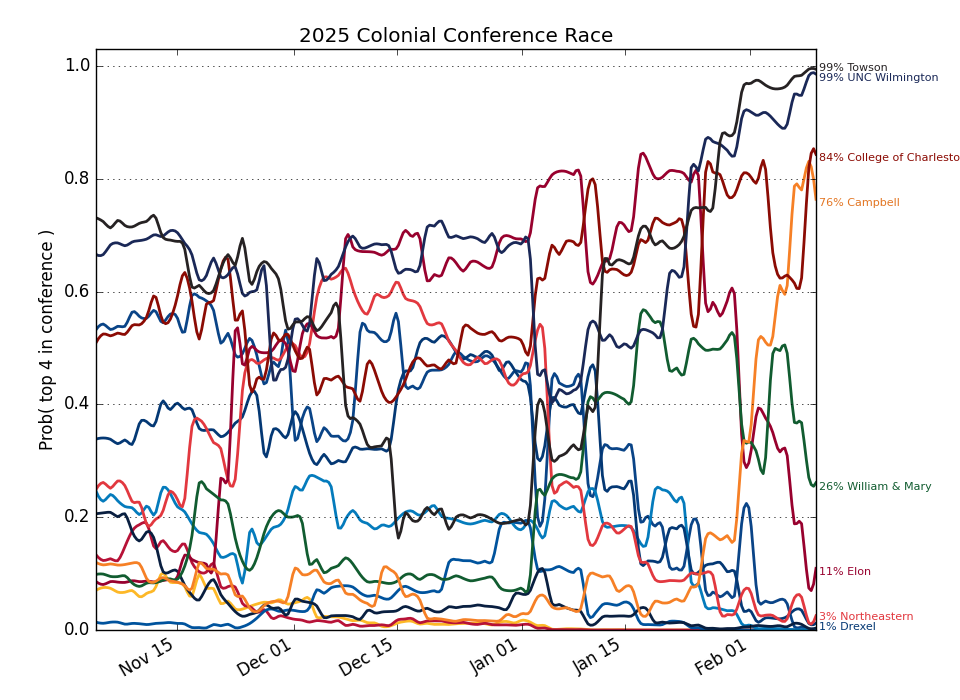 2025 Colonial Conference Race
Prob( top 4 in conference )
1.0
0.8
0.6
0.4
0.2
0.0
Nov 15
Dec 01
Dec 15
Jan 01
Jan 15
Feb 01
99% Towson
99% UNC Wilmington
84% College of Charlesto
76% Campbell
26% William & Mary
11% Elon
3% Northeastern
1% Drexel